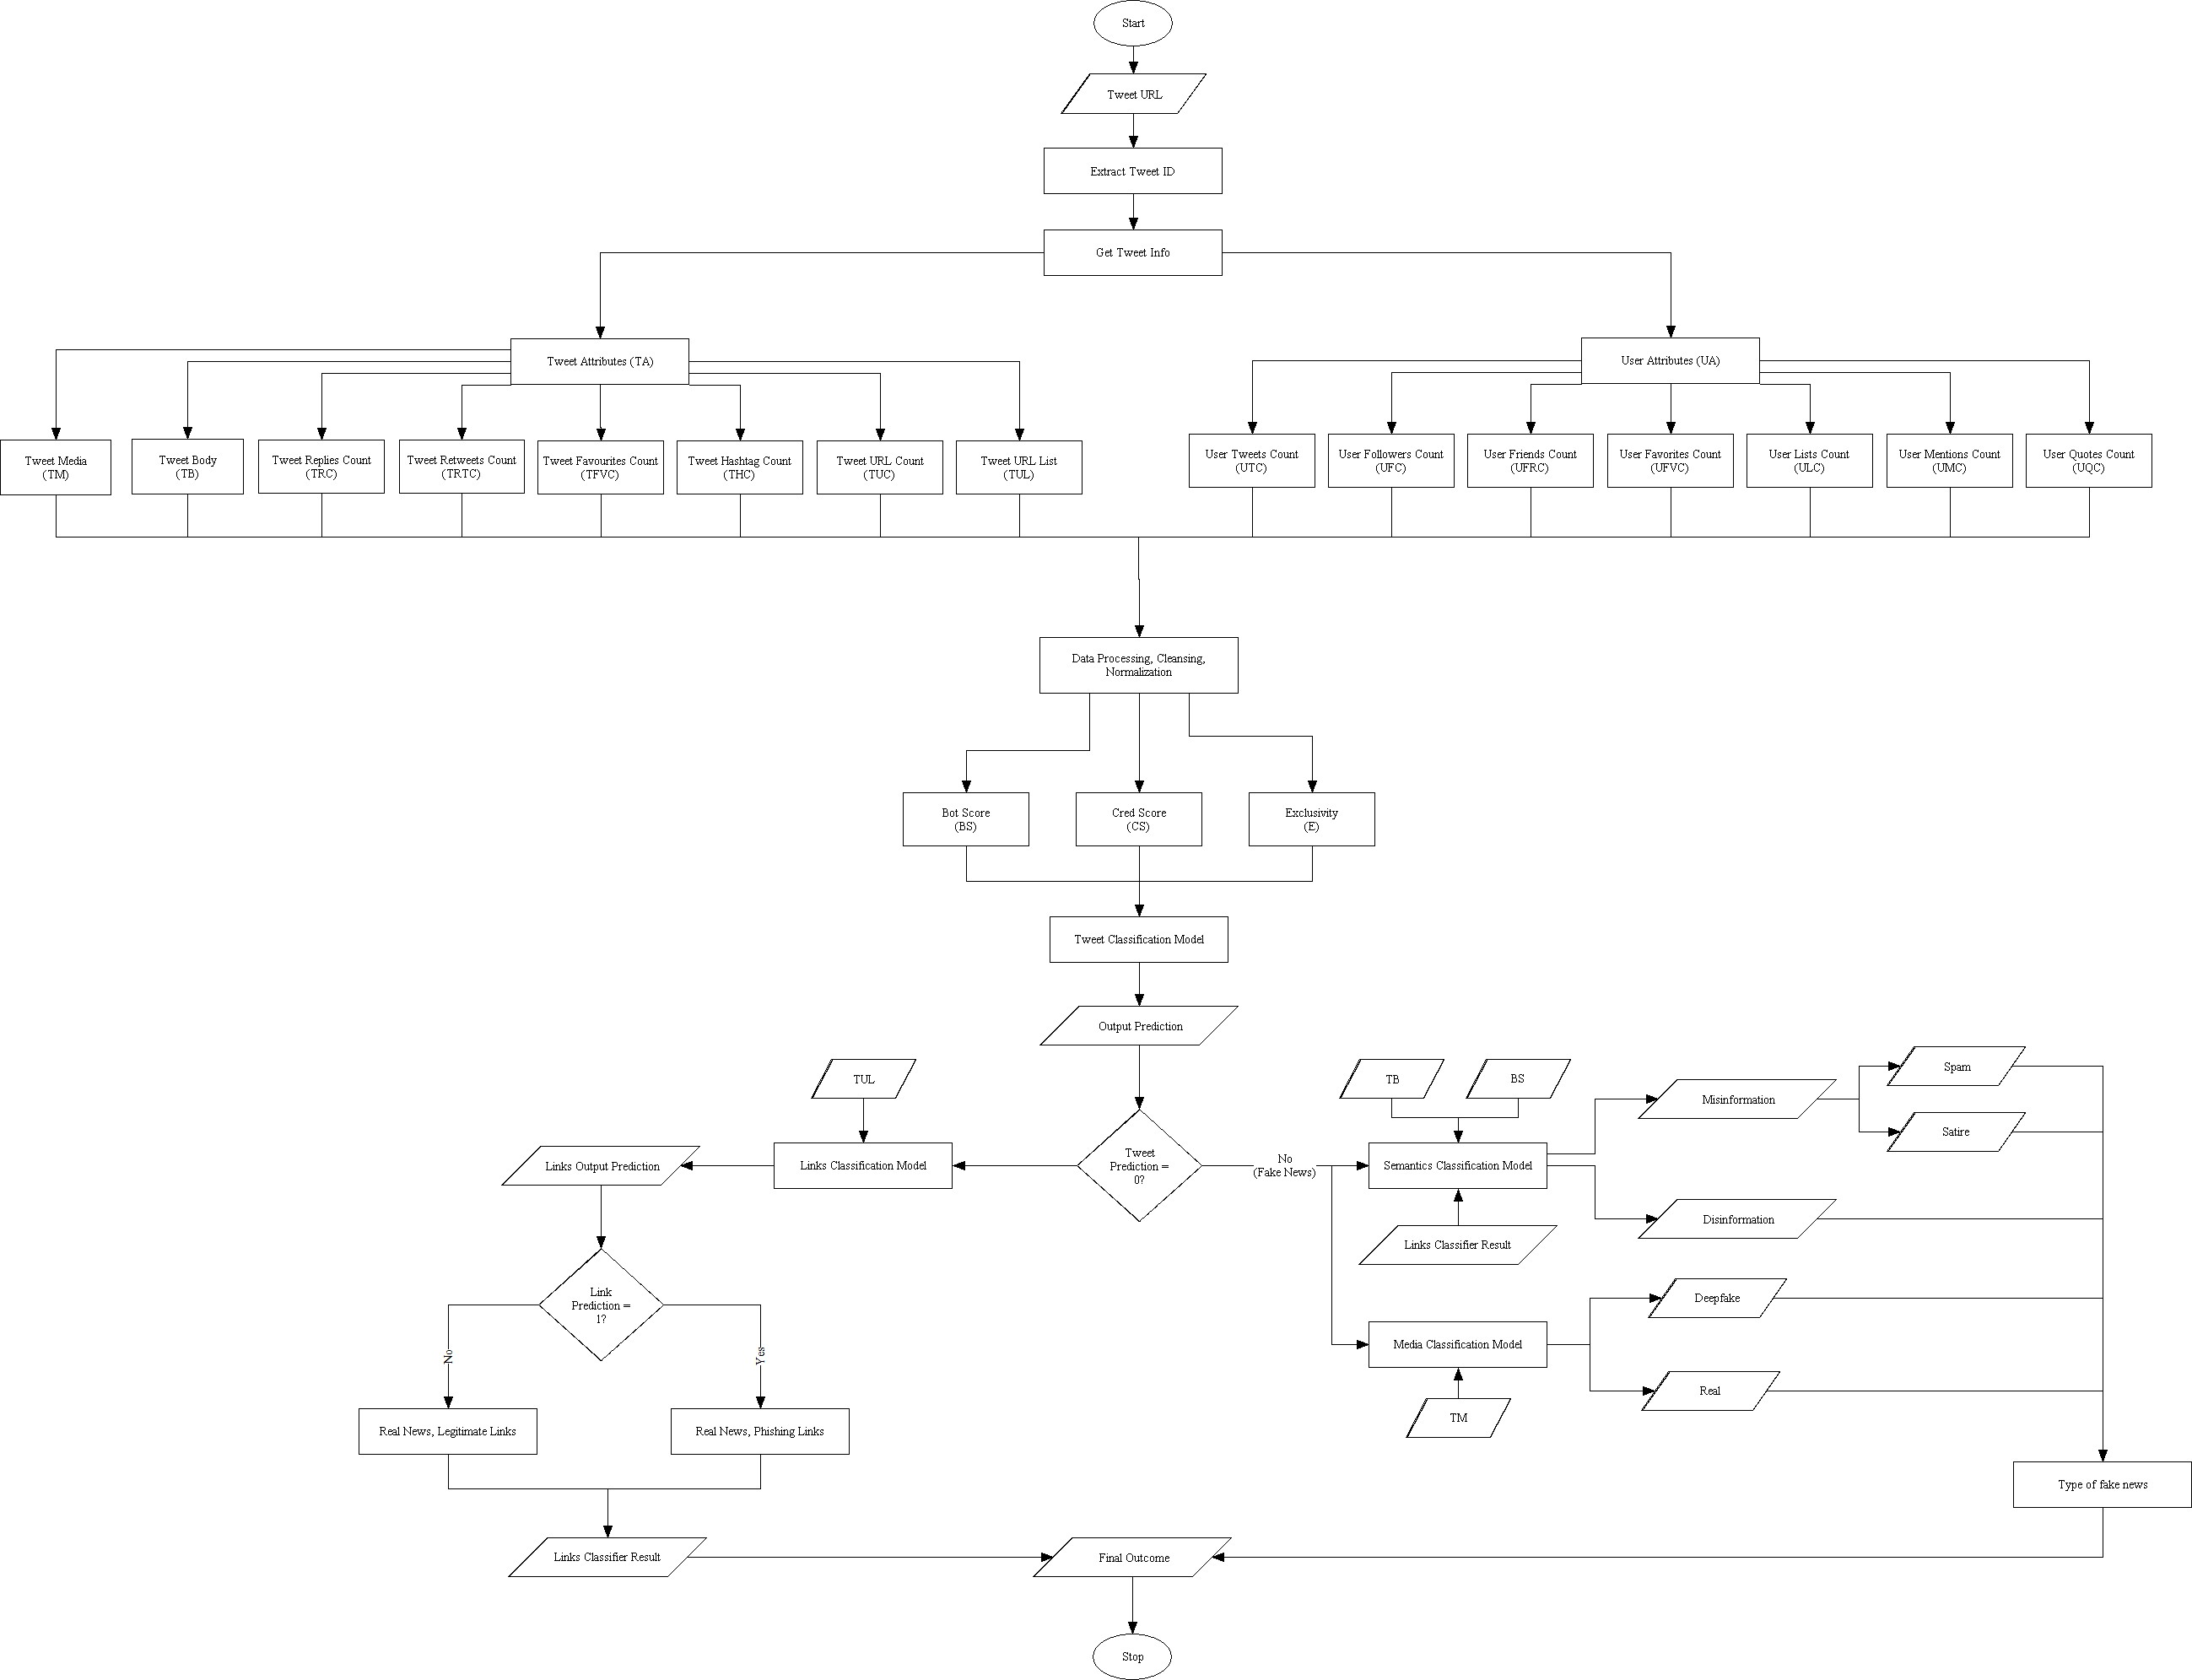 Start
Tweet URL
Extract Tweet ID
Get Tweet Info
Tweet Attributes (TA)
User Attributes (UA)
Tweet Media
(TM)
Tweet Body
(TB)
Tweet Replies Count
(TRC)
Tweet Retweets Count
(TRTC)
Tweet Favourites Count
(TFVC)
Tweet Hashtag Count
(THC)
Tweet URL Count
(TUC)
Tweet URL List
(TUL)
User Tweets Count
(UTC)
User Followers Count
(UFC)
User Friends Count
(UFRC)
User Favorites Count
(UFVC)
User Lists Count
(ULC)
User Mentions Count
(UMC)
User Quotes Count
(UQC)
Data Processing, Cleansing,
Normalization
Bot Score
(BS)
Cred Score
(CS)
Exclusivity
(E)
Tweet Classification Model
Output Prediction
TUL
TB
BS
Spam
Misinformation
Satire
Links Output Prediction
Links Classification Model
Tweet
Prediction =
0?
No
(Fake News)
Semantics Classification Model
Disinformation
Links Classifier Result
Link
Prediction =
1?
Deepfake
No
Yes
Media Classification Model
Real
TM
Real News, Legitimate Links
Real News, Phishing Links
Type of fake news
Links Classifier Result
Final Outcome
Stop